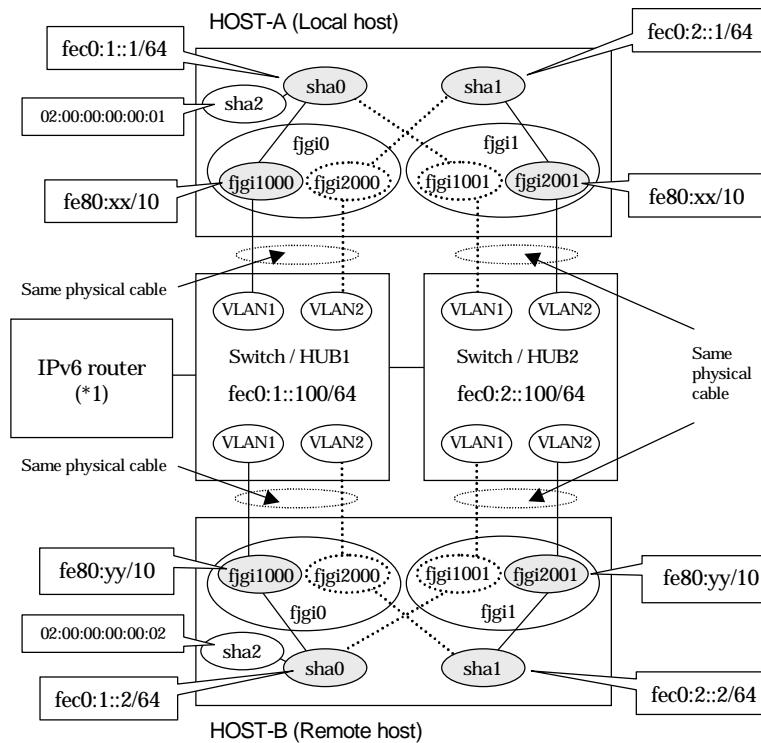 HOST-A (Local host)
fec0:1::1/64
fec0:2::1/64
sha0
sha1
sha2
02:00:00:00:00:01
fjgi0
fjgi1
fjgi1000
fjgi2000
fjgi1001
fjgi2001
fe80:xx/10
fe80:xx/10
Same physical cable
VLAN1
VLAN2
VLAN1
VLAN2
IPv6 router
(*1)
Switch / HUB1
fec0:1::100/64
Switch / HUB2
fec0:2::100/64
Same
physical
cable
VLAN1
VLAN2
VLAN1
VLAN2
Same physical cable
fe80:yy/10
fjgi1000
fjgi2000
fjgi1001
fjgi2001
fe80:yy/10
fjgi0
fjgi1
02:00:00:00:00:02
sha2
sha0
sha1
fec0:1::2/64
fec0:2::2/64
HOST-B (Remote host)